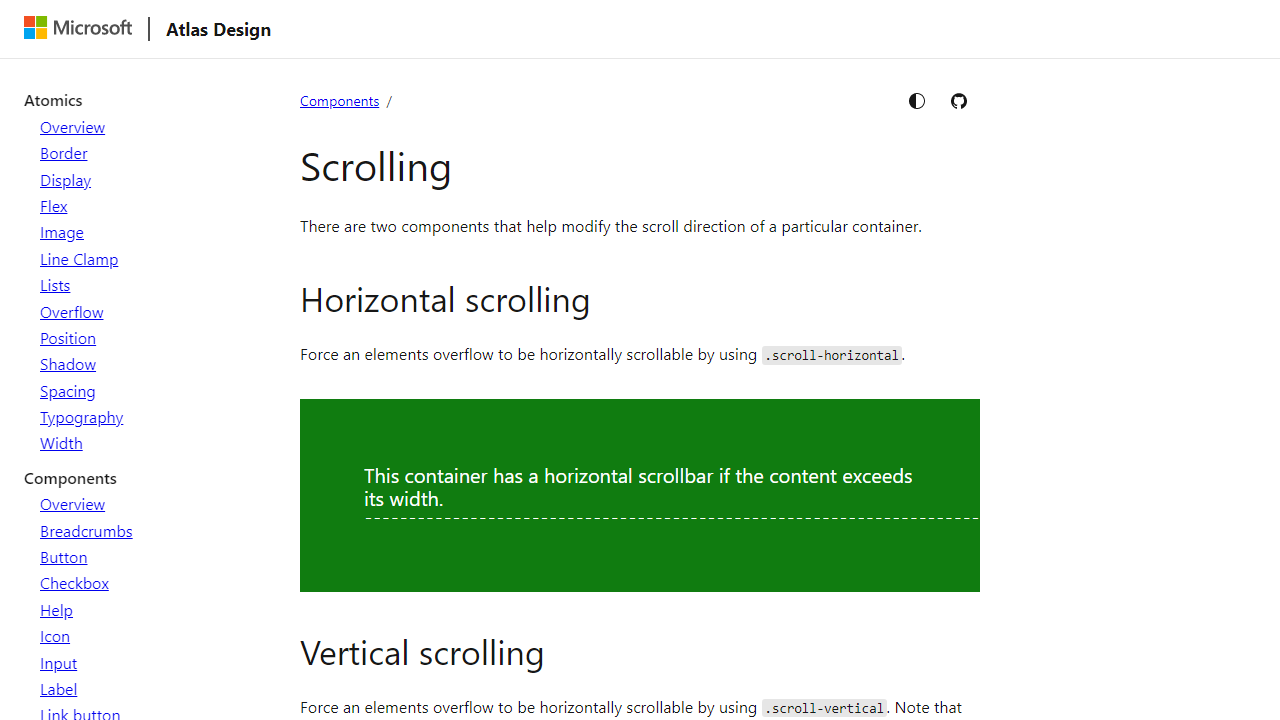 Microsoft
Atlas Design
Atomics
Overview
Border
Display
Flex
Image
Line Clamp
Lists
Overflow
Position
Shadow
Spacing
Typography
Width
Components
Overview
Breadcrumbs
Button
Checkbox
Help
Icon
Input
Label
Link button
Components /
Scrolling
There are two components that help modify the scroll direction of a particular container.
Horizontal scrolling
Force an elements overflow to be horizontally scrollable by using .scroll-horizontal.
This container has a horizontal scrollbar if the content exceeds
its width.
Vertical scrolling
Force an elements overflow to be horizontally scrollable by using .scroll-vertical. Note that